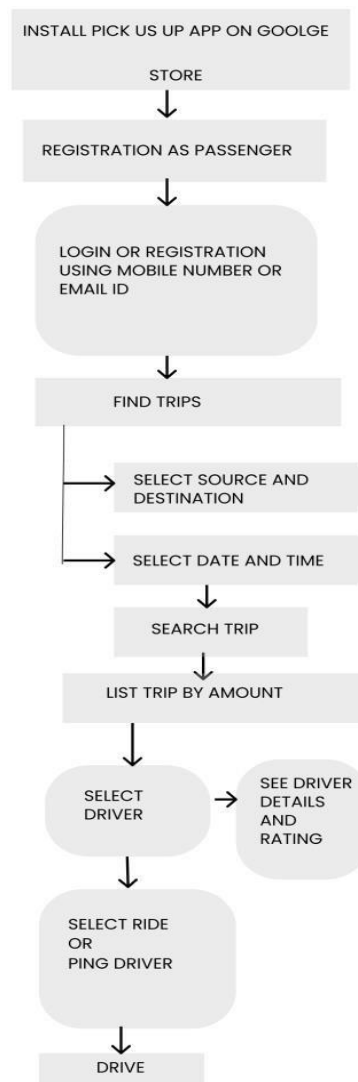 INSTALL PICK US UP APP ON GOOLGE
STORE
REGISTRATION AS PASSENGER
LOGIN OR REGISTRATION
USING MOBILE NUMBER OR
EMAIL ID
FIND TRIPS
SELECT SOURCE AND
DESTINATION
SELECT DATE AND TIME
SEARCH TRIP
LIST TRIP BY AMOUNT
SELECT
DRIVER
SEE DRIVER
DETAILS
AND
RATING
SELECT RIDE
OR
PING DRIVER
DRIVE